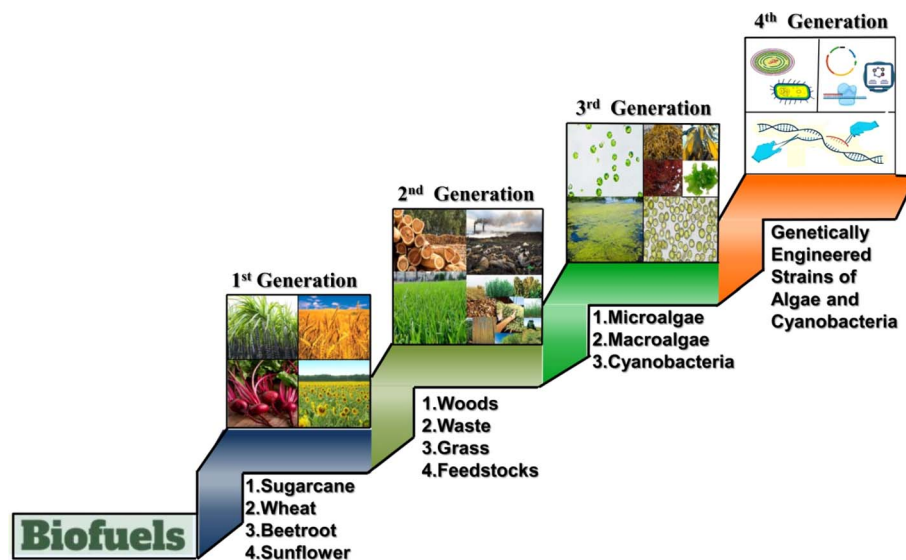 4th Generation
3rd Generation
2nd Generation
1st Generation
Genetically
Engineered
Strains of
Algae and
Cyanobacteria
1.Microalgae
2.Macroalgae
3.Cyanobacteria
1.Woods
2.Waste
3.Grass
4.Feedstocks
1.Sugarcane
2.Wheat
3.Beetroot
4.Sunflower
Biofuels